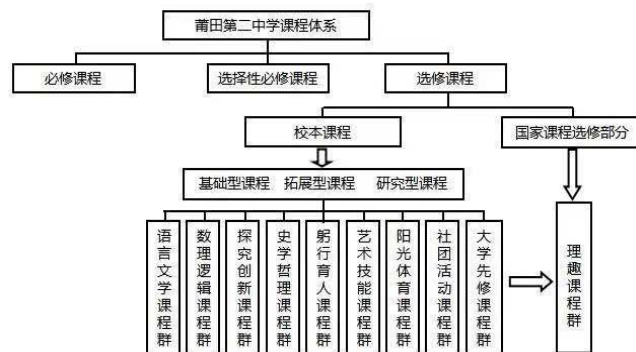 莆田第二中学课程体系
必修课程
选择性必修课程
选修课程
校本课程
国家课程选修部分
基础型课程 拓展型课程 研究型课程
语言文学课程群
数理逻辑课程群
探究创新课程群
史学哲理课程群
躬行育人课程群
艺术技能课程群
阳光体育课程群
社团活动课程群
大学先修课程群
理趣课程群